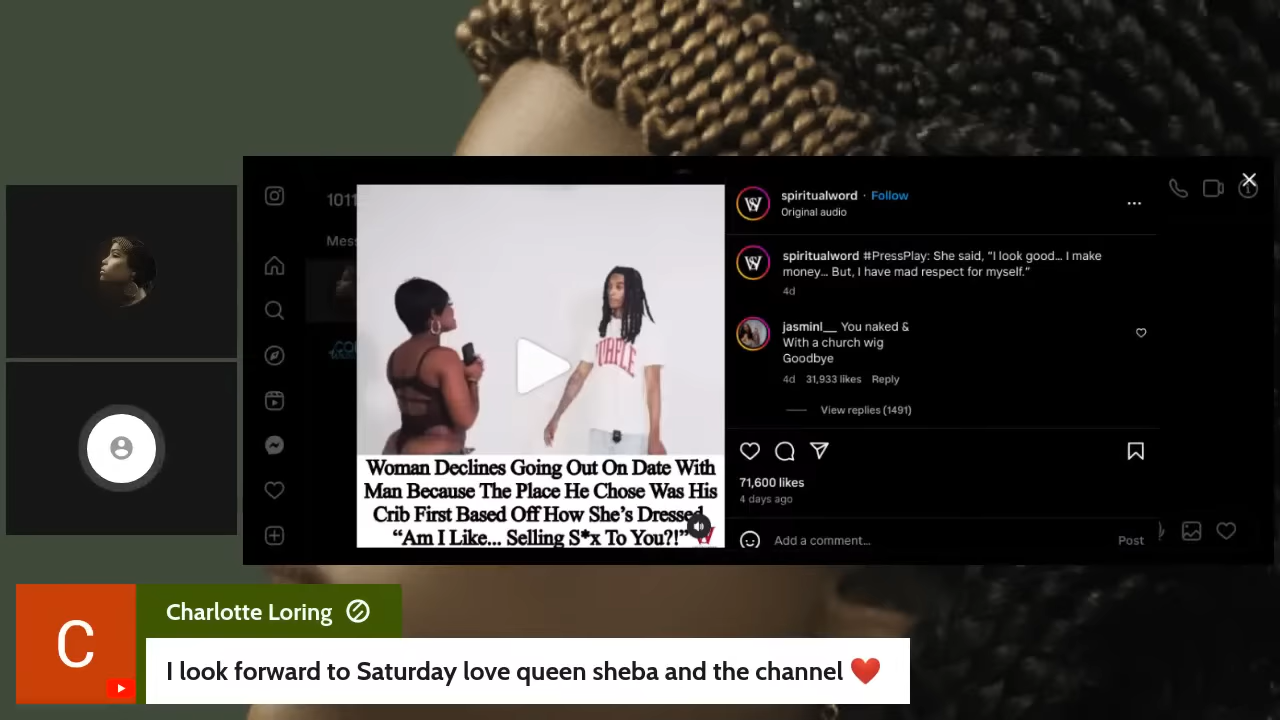 1011
Mess
Woman Declines Going Out On Date With
Man Because The Place He Chose Was His
Crib First Based Off How She's Dressed,
"Am I Like... Selling S*x To You?!"
spiritualword · Follow
Original audio
spiritualword #PressPlay: She said, "I look good… I make
money… But, I have mad respect for myself."
4d
jasminl__ You naked &
With a church wig
Goodbye
4d 31,933 likes Reply
View replies (1491)
71,600 likes
4 days ago
Add a comment… Post
C
Charlotte Loring
I look forward to Saturday love queen sheba and the channel ❤️